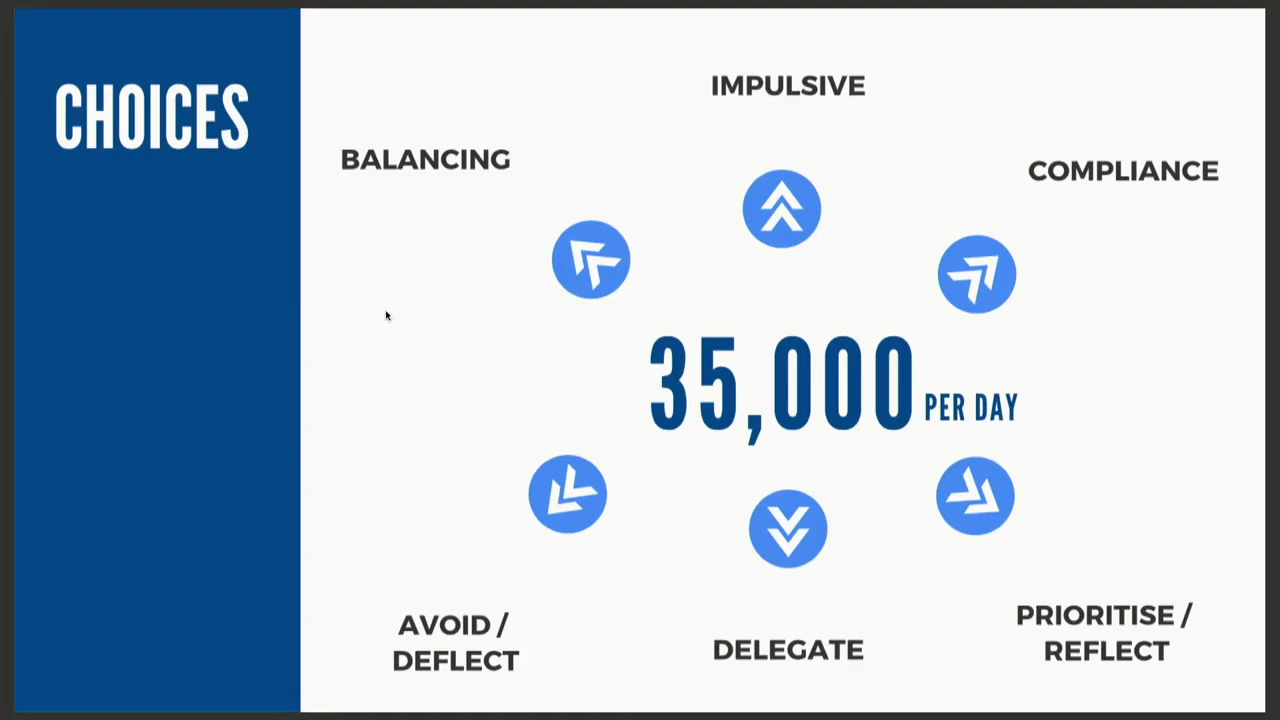 CHOICES
IMPULSIVE
BALANCING
COMPLIANCE
35,000 PER DAY
AVOID /
DEFLECT
DELEGATE
PRIORITISE /
REFLECT